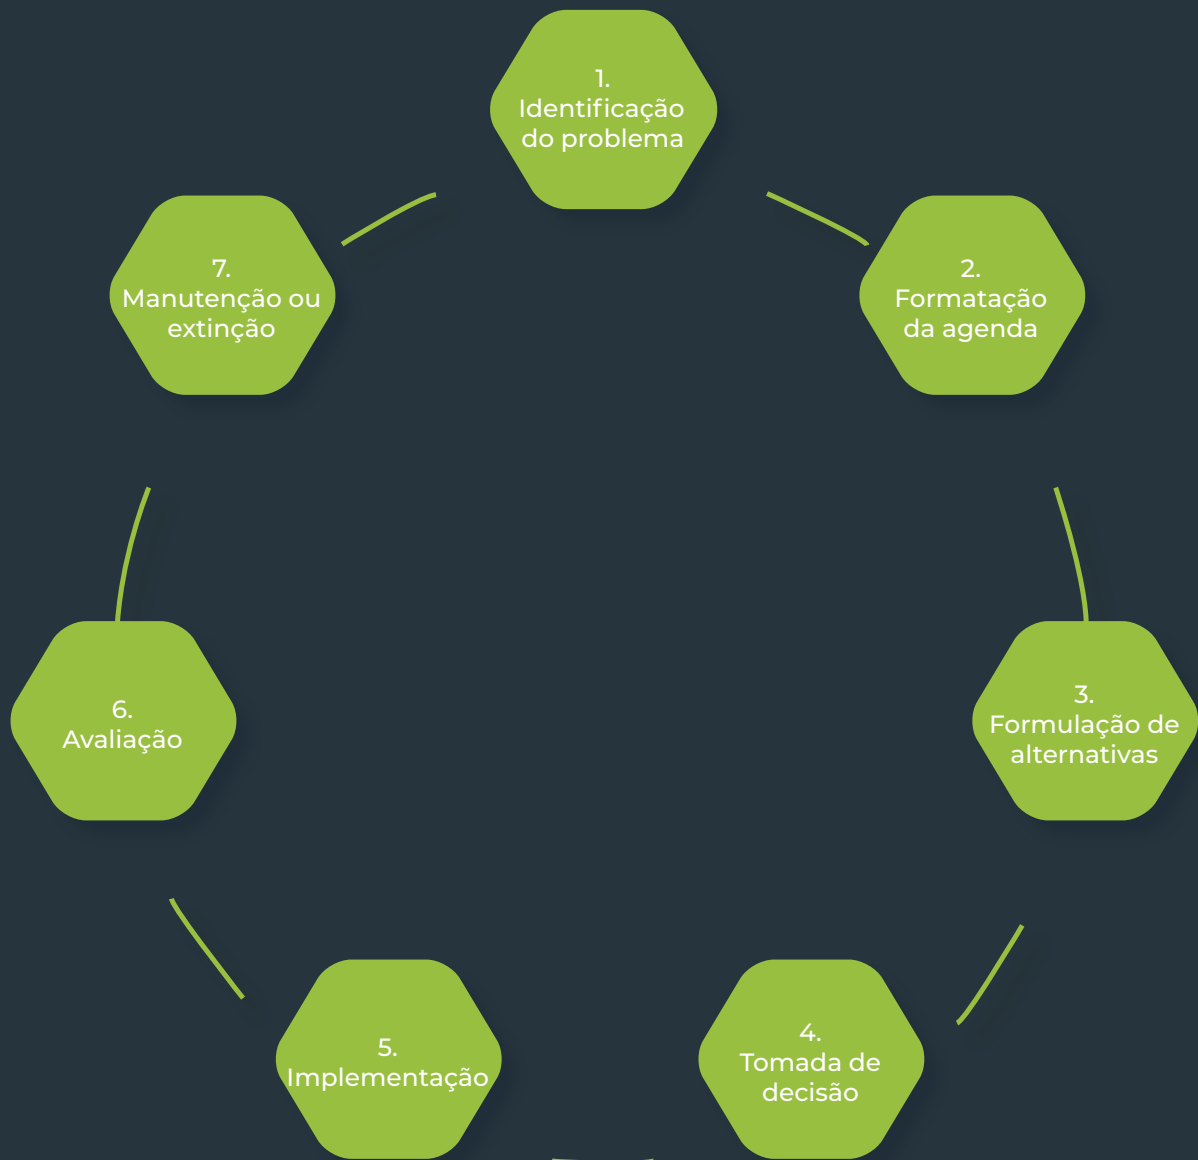 1.
Identificação
do problema
2.
Formatação
da agenda
3.
Formulação de
alternativas
4.
Tomada de
decisão
5.
Implementação
6.
Avaliação
7.
Manutenção ou
extinção